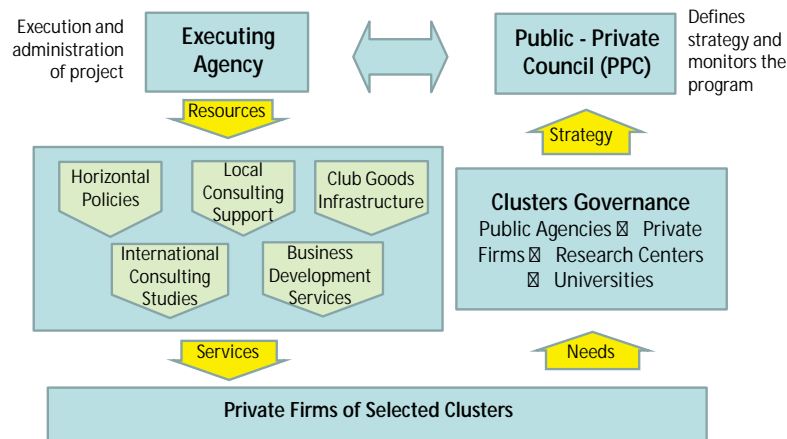 Execution and
administration
of project
Executing
Agency
Public - Private
Council (PPC)
Defines
strategy and
monitors the
program
Resources
Strategy
Horizontal
Policies
Local
Consulting
Support
Club Goods
Infrastructure
International
Consulting
Studies
Business
Development
Services
Clusters Governance
Public Agencies  Private
Firms  Research Centers
 Universities
Services
Needs
Private Firms of Selected Clusters